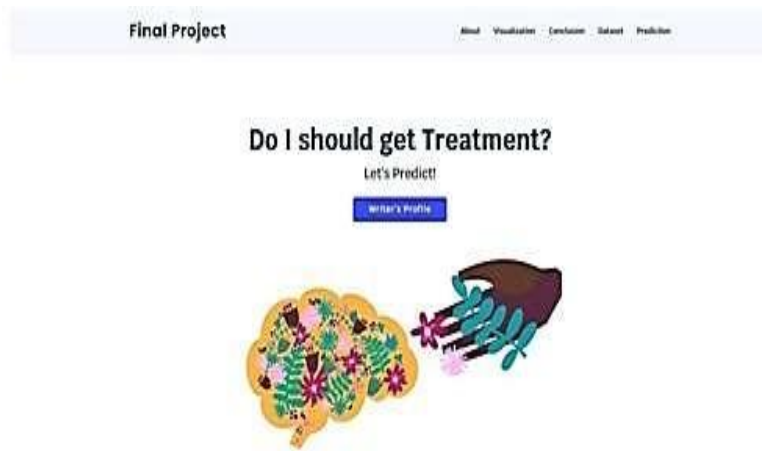 Final Project
About Visualization Conclusion Dataset Prediction
Do I should get Treatment?
Let's Predict!
Writer's Profile